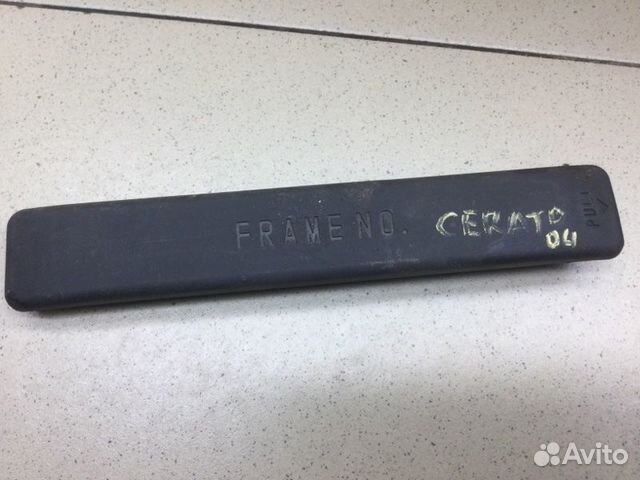 FRAME NO.
CERATO
04
PULL
Avito